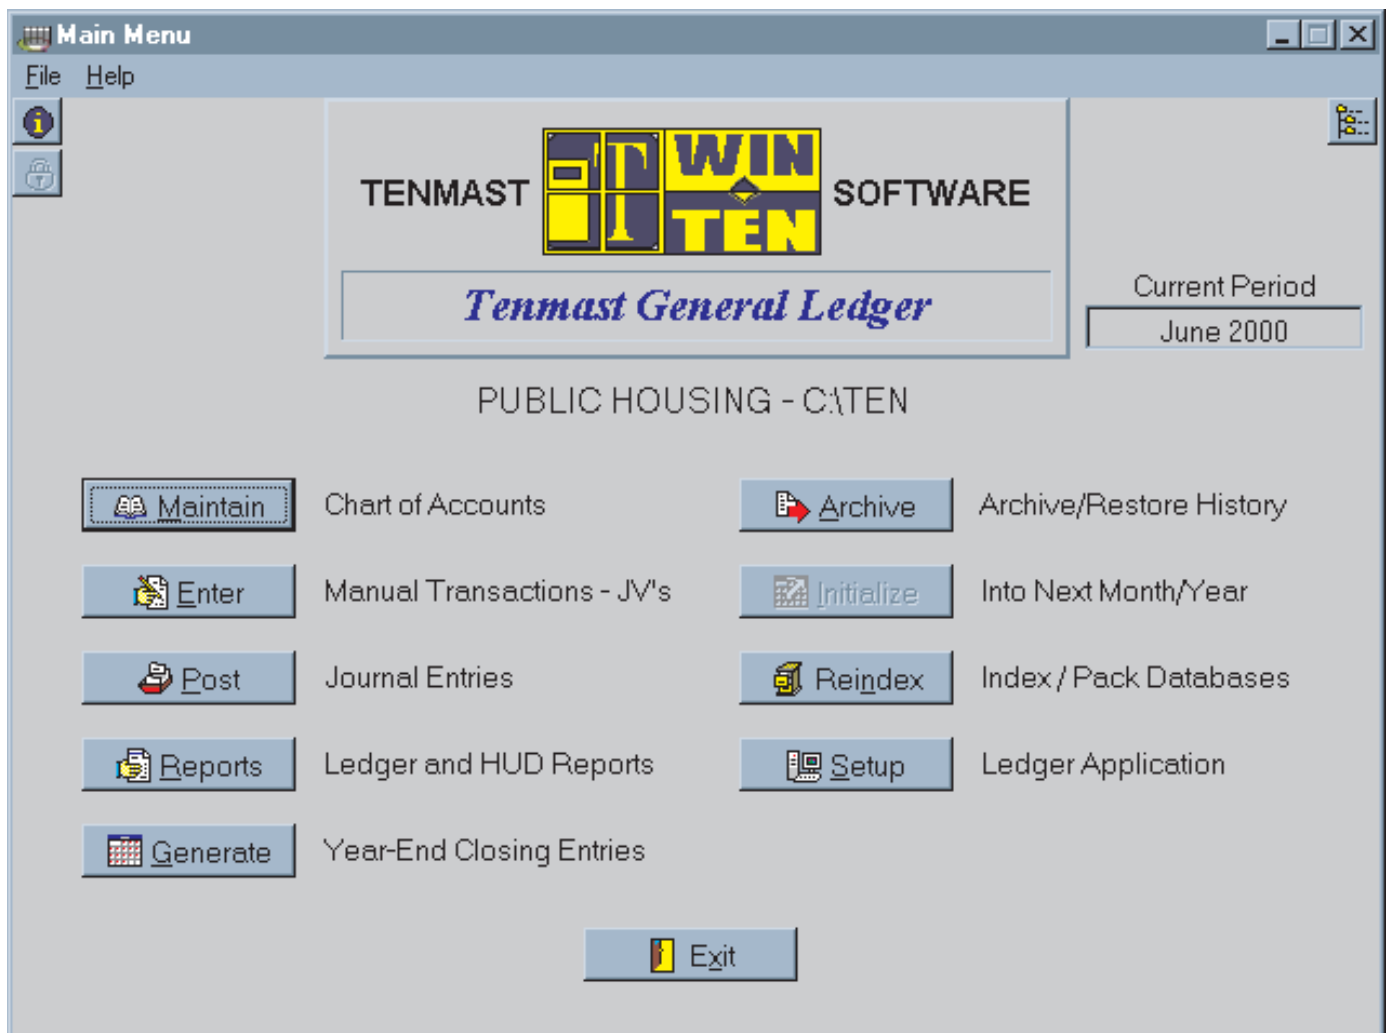 Main Menu
File Help
TENMAST T WIN TEN SOFTWARE
Tenmast General Ledger
Current Period
June 2000
PUBLIC HOUSING - C:\TEN
Maintain Chart of Accounts
Archive Archive/Restore History
Enter Manual Transactions - JV's
Initialize Into Next Month/Year
Post Journal Entries
Reindex Index / Pack Databases
Reports Ledger and HUD Reports
Setup Ledger Application
Generate Year-End Closing Entries
Exit